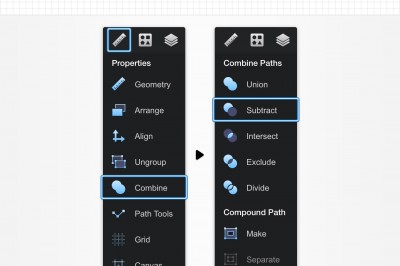 Properties
Geometry
Arrange
Align
Ungroup
Combine
Path Tools
Grid
Canvas
Combine Paths
Union
Subtract
Intersect
Exclude
Divide
Compound Path
Make
Separate